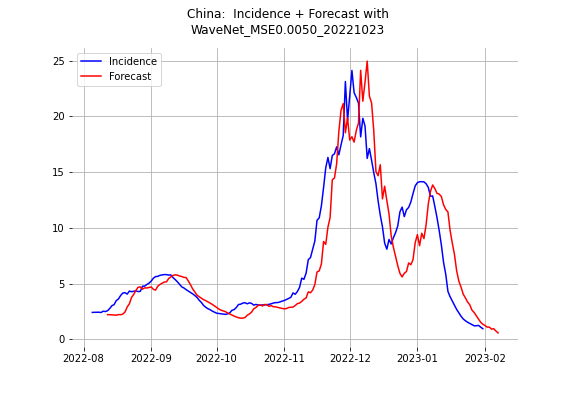 China:  Incidence + Forecast with
WaveNet_MSE0.0050_20221023
Incidence
Forecast
25
20
15
10
5
0
2022-08 2022-09 2022-10 2022-11 2022-12 2023-01 2023-02